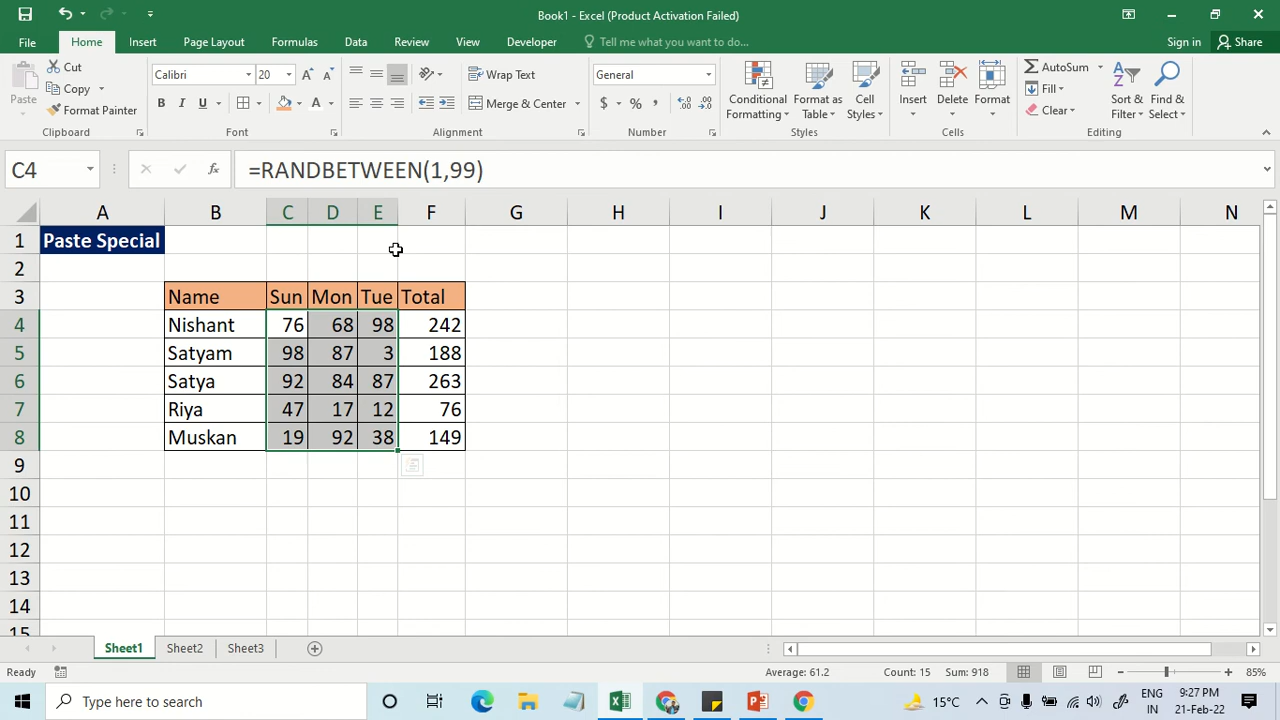 Book1 - Excel (Product Activation Failed)
File Home Insert Page Layout Formulas Data Review View Developer Tell me what you want to do... Sign in Share
Paste
Cut
Copy
Format Painter
Clipboard
Calibri 20
B I U
Font
Wrap Text
Merge & Center
Alignment
General
$ % ,
Number
Conditional Formatting
Format as Table
Cell Styles
Styles
Insert
Delete
Format
Cells
AutoSum
Fill
Clear
Sort & Filter
Find & Select
Editing
C4 fx =RANDBETWEEN(1,99)
A B C D E F G H I J K L M N
1 Paste Special
2
3 Name Sun Mon Tue Total
4 Nishant 76 68 98 242
5 Satyam 98 87 3 188
6 Satya 92 84 87 263
7 Riya 47 17 12 76
8 Muskan 19 92 38 149
9
10
11
12
13
14
15
Sheet1 Sheet2 Sheet3
Ready Average: 61.2 Count: 15 Sum: 918 85%
Type here to search 15°C ENG IN 9:27 PM 21-Feb-22